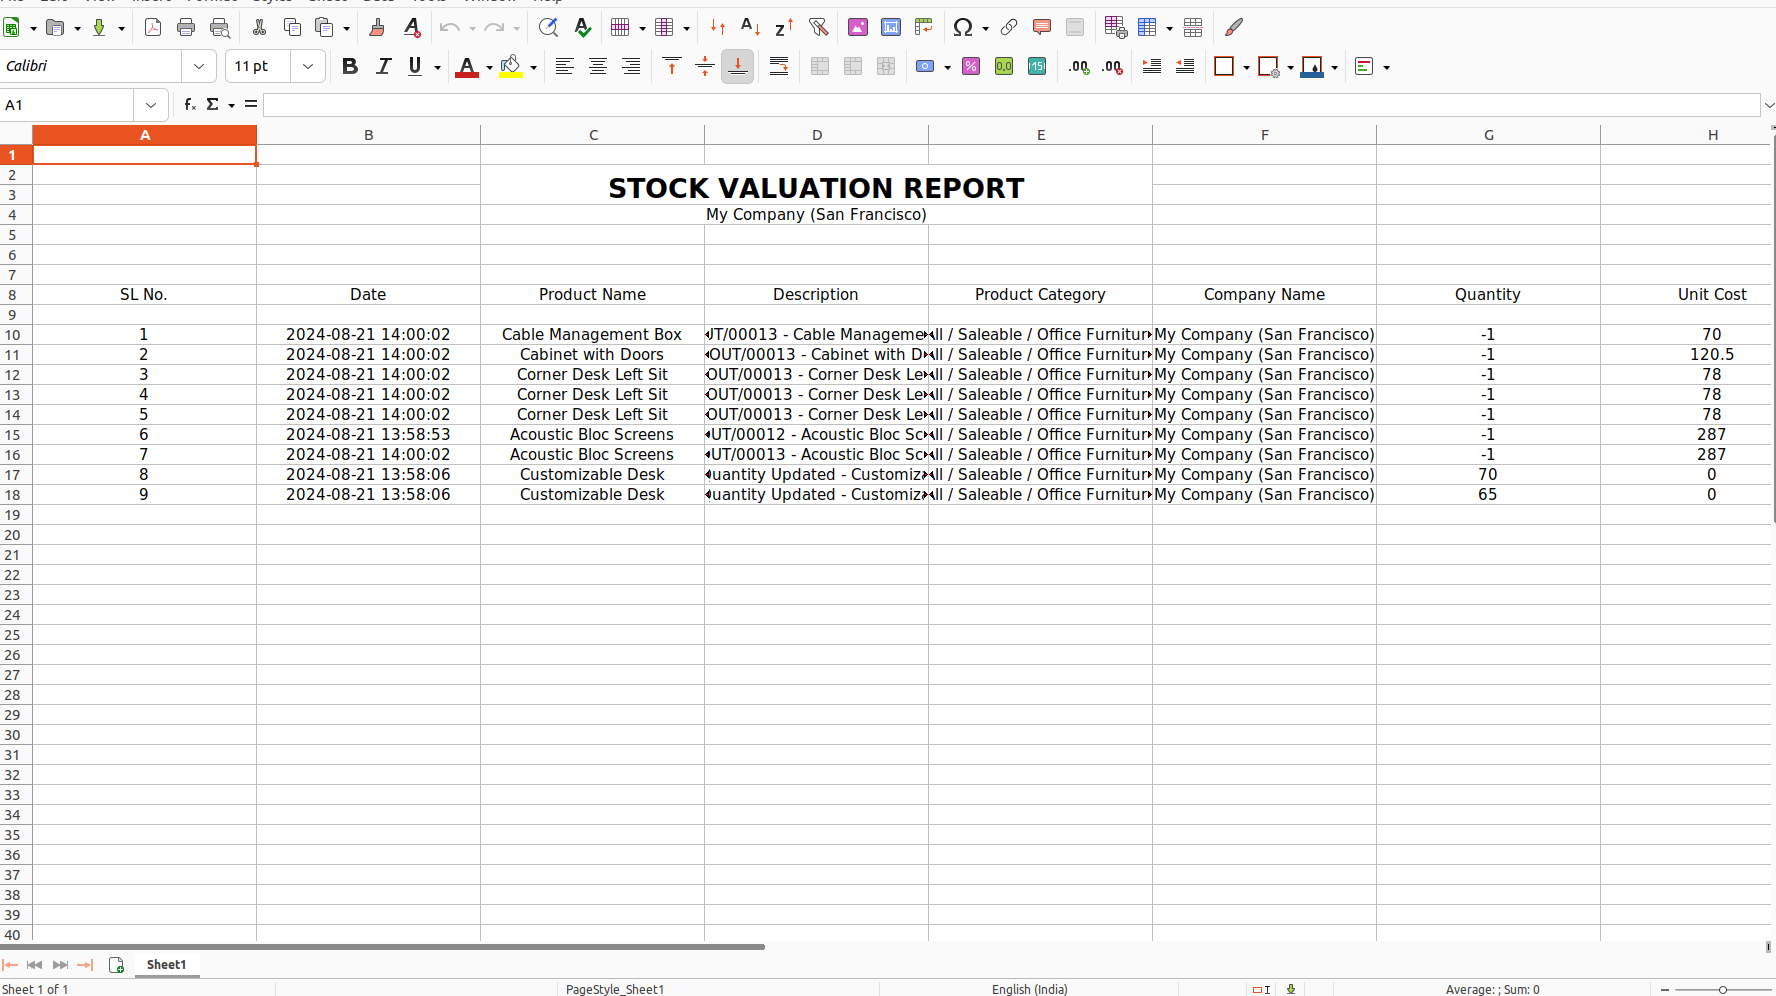 Calibri 11 pt
A1
A B C D E F G H
1
2
STOCK VALUATION REPORT
3
4 My Company (San Francisco)
5
6
7
8 SL No. Date Product Name Description Product Category Company Name Quantity Unit Cost
9
10 1 2024-08-21 14:00:02 Cable Management Box UT/00013 - Cable Manageme ll / Saleable / Office Furnitur My Company (San Francisco) -1 70
11 2 2024-08-21 14:00:02 Cabinet with Doors OUT/00013 - Cabinet with D ll / Saleable / Office Furnitur My Company (San Francisco) -1 120.5
12 3 2024-08-21 14:00:02 Corner Desk Left Sit OUT/00013 - Corner Desk Le ll / Saleable / Office Furnitur My Company (San Francisco) -1 78
13 4 2024-08-21 14:00:02 Corner Desk Left Sit OUT/00013 - Corner Desk Le ll / Saleable / Office Furnitur My Company (San Francisco) -1 78
14 5 2024-08-21 14:00:02 Corner Desk Left Sit OUT/00013 - Corner Desk Le ll / Saleable / Office Furnitur My Company (San Francisco) -1 78
15 6 2024-08-21 13:58:53 Acoustic Bloc Screens UT/00012 - Acoustic Bloc Sc ll / Saleable / Office Furnitur My Company (San Francisco) -1 287
16 7 2024-08-21 14:00:02 Acoustic Bloc Screens UT/00013 - Acoustic Bloc Sc ll / Saleable / Office Furnitur My Company (San Francisco) -1 287
17 8 2024-08-21 13:58:06 Customizable Desk uantity Updated - Customiz ll / Saleable / Office Furnitur My Company (San Francisco) 70 0
18 9 2024-08-21 13:58:06 Customizable Desk uantity Updated - Customiz ll / Saleable / Office Furnitur My Company (San Francisco) 65 0
19
20
21
22
23
24
25
26
27
28
29
30
31
32
33
34
35
36
37
38
39
40
Sheet1
Sheet 1 of 1 PageStyle_Sheet1 English (India) Average: ; Sum: 0